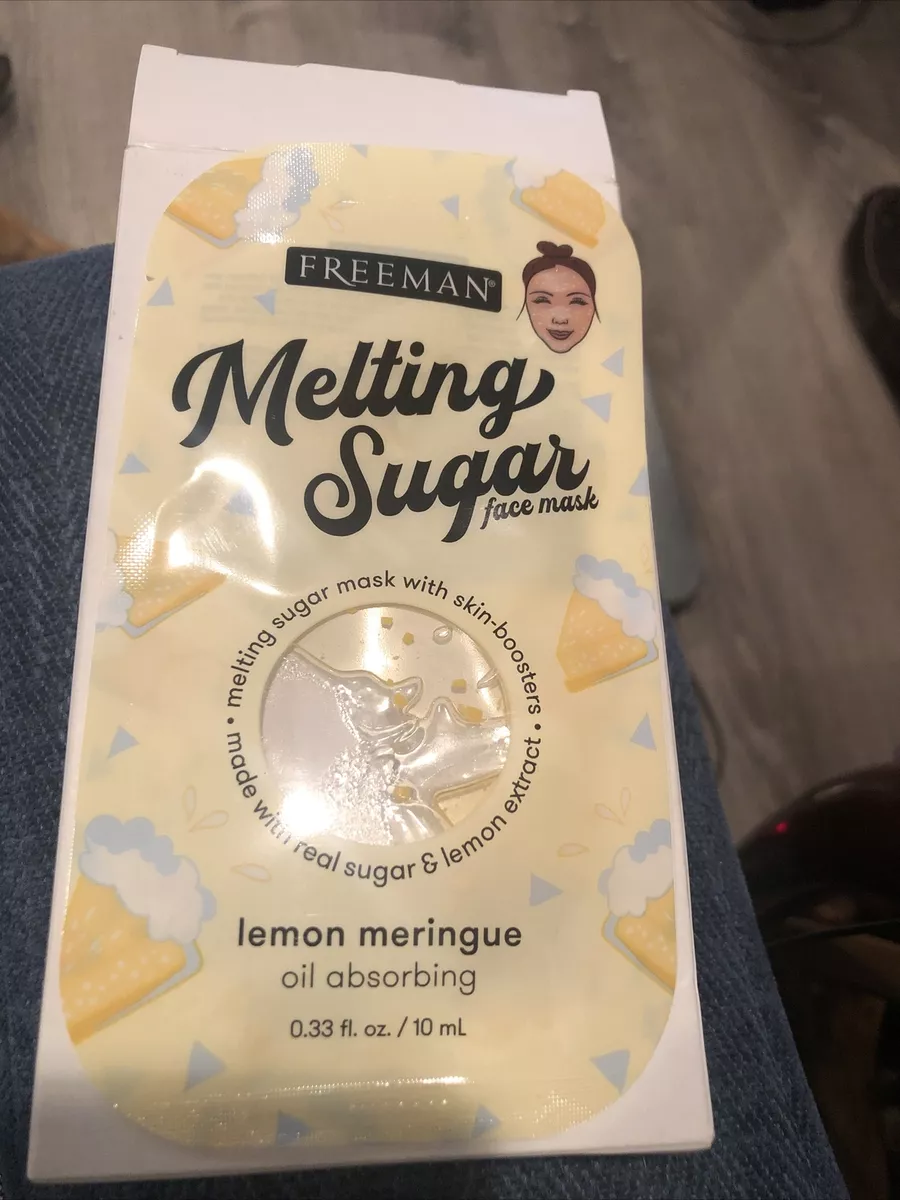 FREEMAN®
Melting
Sugar
face mask
• melting sugar mask with skin-boosters •
made with real sugar & lemon extract
lemon meringue
oil absorbing
0.33 fl. oz. / 10 mL